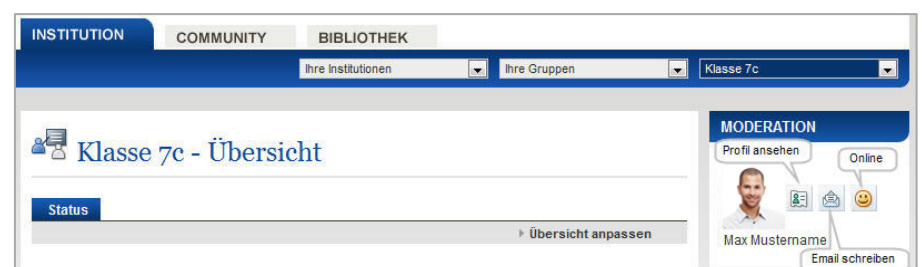 INSTITUTION COMMUNITY BIBLIOTHEK
Ihre Institutionen Ihre Gruppen Klasse 7c
Klasse 7c - Übersicht
Status
Übersicht anpassen
MODERATION
Profil ansehen
Online
Max Mustername
Email schreiben